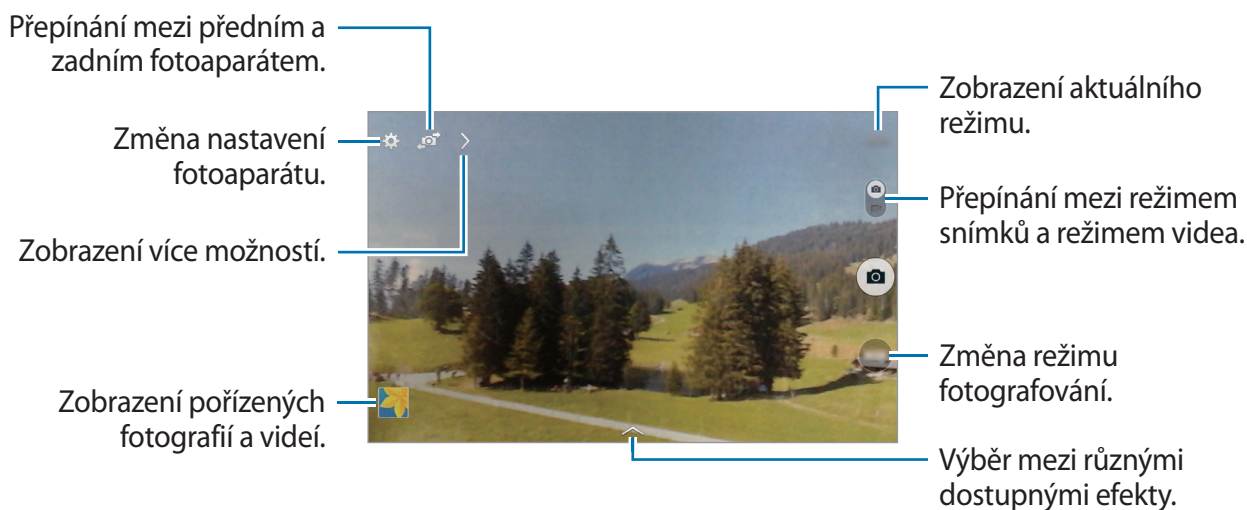 Přepínání mezi předním a
zadním fotoaparátem.
Změna nastavení
fotoaparátu.
Zobrazení více možností.
Zobrazení pořízených
fotografií a videí.
Zobrazení aktuálního
režimu.
Přepínání mezi režimem
snímků a režimem videa.
Změna režimu
fotografování.
Výběr mezi různými
dostupnými efekty.